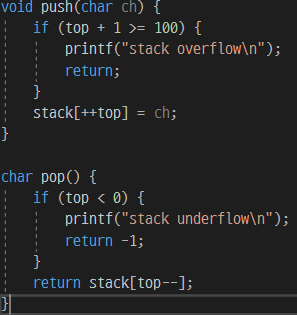 void push(char ch) {
    if (top + 1 >= 100) {
        printf("stack overflow\n");
        return;
    }
    stack[++top] = ch;
}

char pop() {
    if (top < 0) {
        printf("stack underflow\n");
        return -1;
    }
    return stack[top--];
}